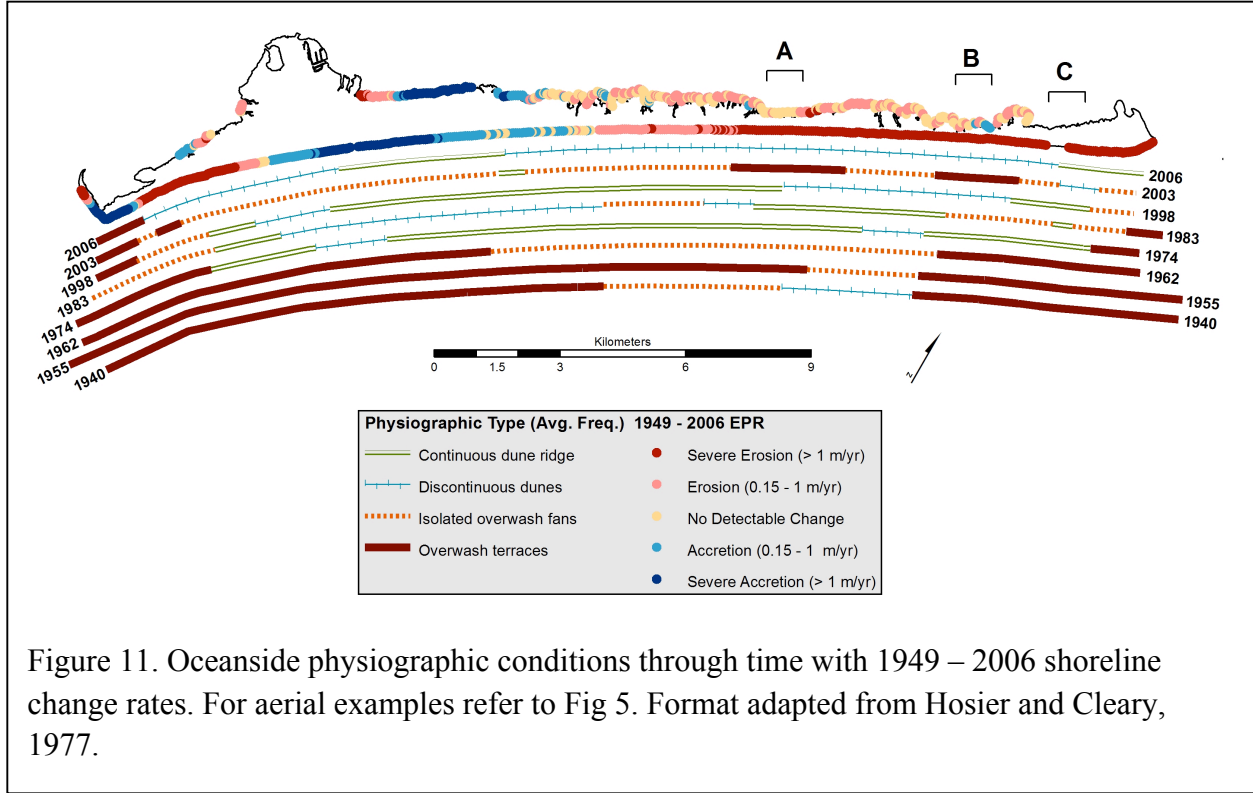 A
B
C
2006
2003
1998
1983
1974
1962
1955
1940
2006
2003
1998
1983
1974
1962
1955
1940
Kilometers
0 1.5 3 6 9
z
Physiographic Type (Avg. Freq.) 1949 - 2006 EPR
Continuous dune ridge
Discontinuous dunes
Isolated overwash fans
Overwash terraces
Severe Erosion (> 1 m/yr)
Erosion (0.15 - 1 m/yr)
No Detectable Change
Accretion (0.15 - 1 m/yr)
Severe Accretion (> 1 m/yr)
Figure 11. Oceanside physiographic conditions through time with 1949 – 2006 shoreline
change rates. For aerial examples refer to Fig 5. Format adapted from Hosier and Cleary,
1977.